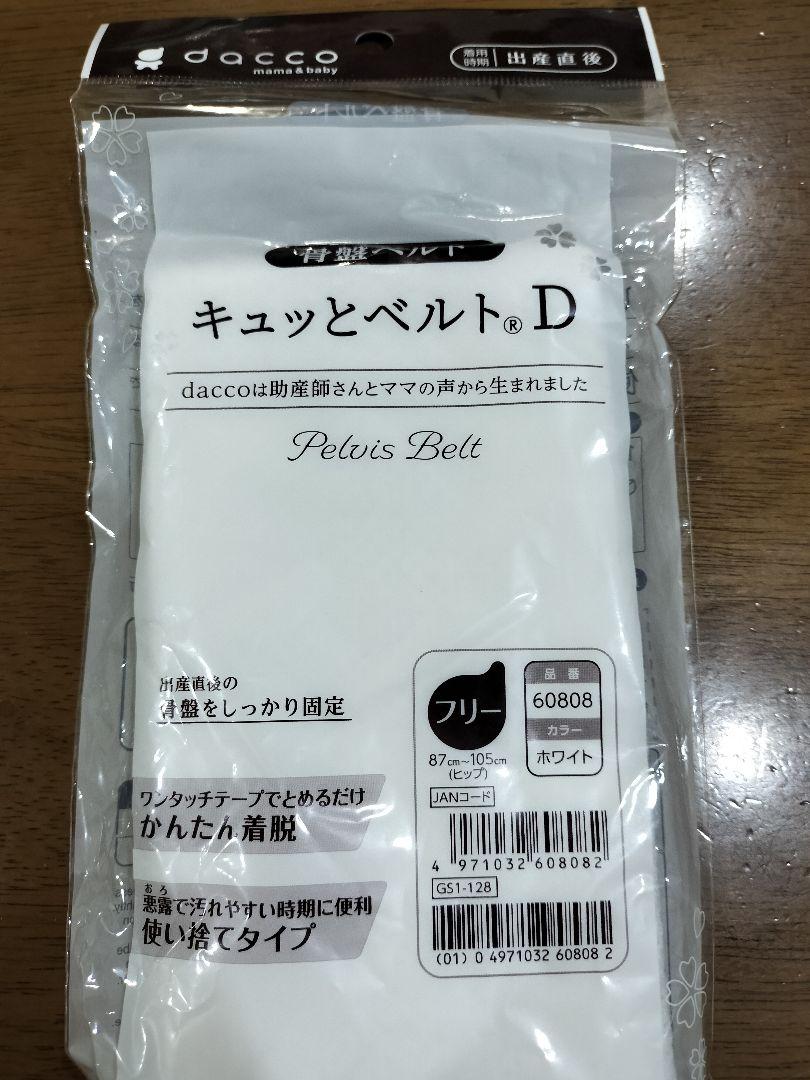 dacco
mama & baby
着用時期
出産直後
骨盤ベルト
キュッとベルト® D
daccoは助産師さんとママの声から生まれました
Pelvis Belt
出産直後の
骨盤をしっかり固定
フリー
87cm~105cm
(ヒップ)
品番
60808
カラー
ホワイト
JANコード
4 971032 608082
GS1-128
(01) 0 4971032 60808 2
ワンタッチテープでとめるだけ
かんたん着脱
おろ
悪露で汚れやすい時期に便利
使い捨てタイプ